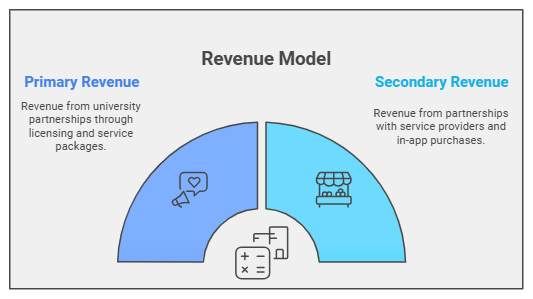 Revenue Model
Primary Revenue
Revenue from university
partnerships through
licensing and service
packages.
Secondary Revenue
Revenue from partnerships
with service providers and
in-app purchases.